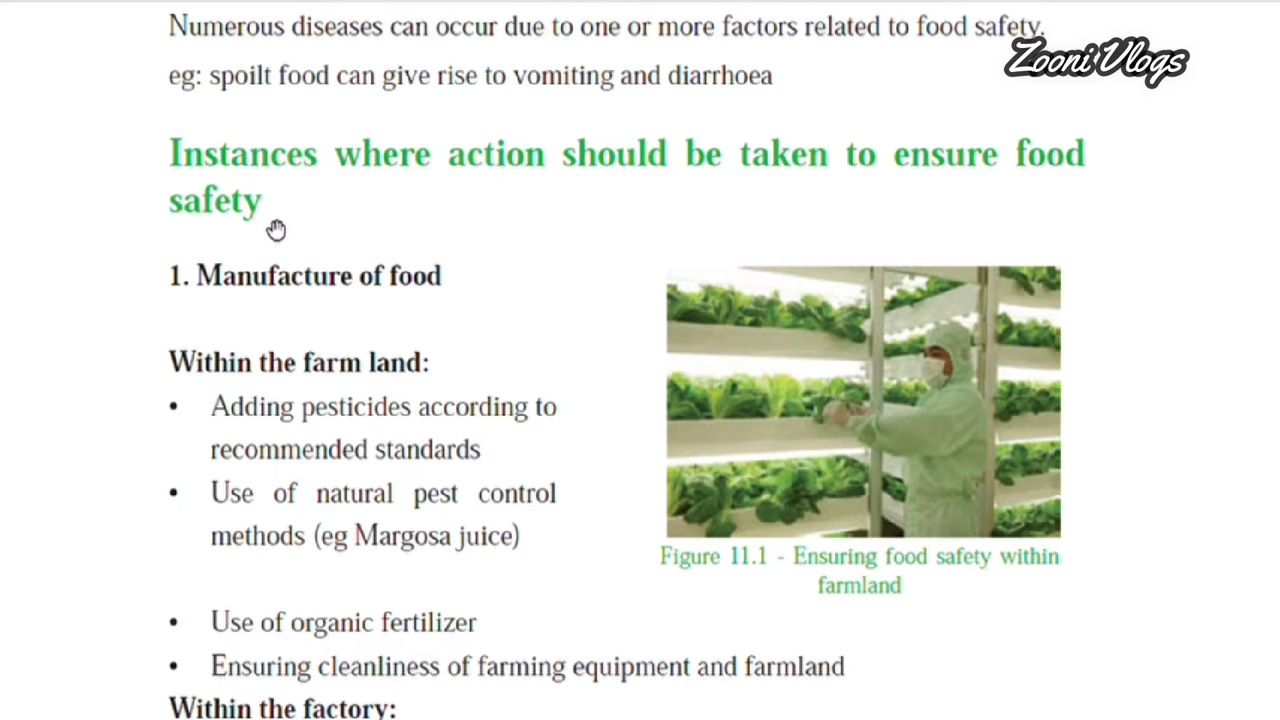 Numerous diseases can occur due to one or more factors related to food safety.
Zooni Vlogs
eg: spoilt food can give rise to vomiting and diarrhoea
Instances where action should be taken to ensure food
safety
1. Manufacture of food
Within the farm land:
• Adding pesticides according to
recommended standards
• Use of natural pest control
methods (eg Margosa juice)
Figure 11.1 - Ensuring food safety within
farmland
• Use of organic fertilizer
• Ensuring cleanliness of farming equipment and farmland
Within the factory: